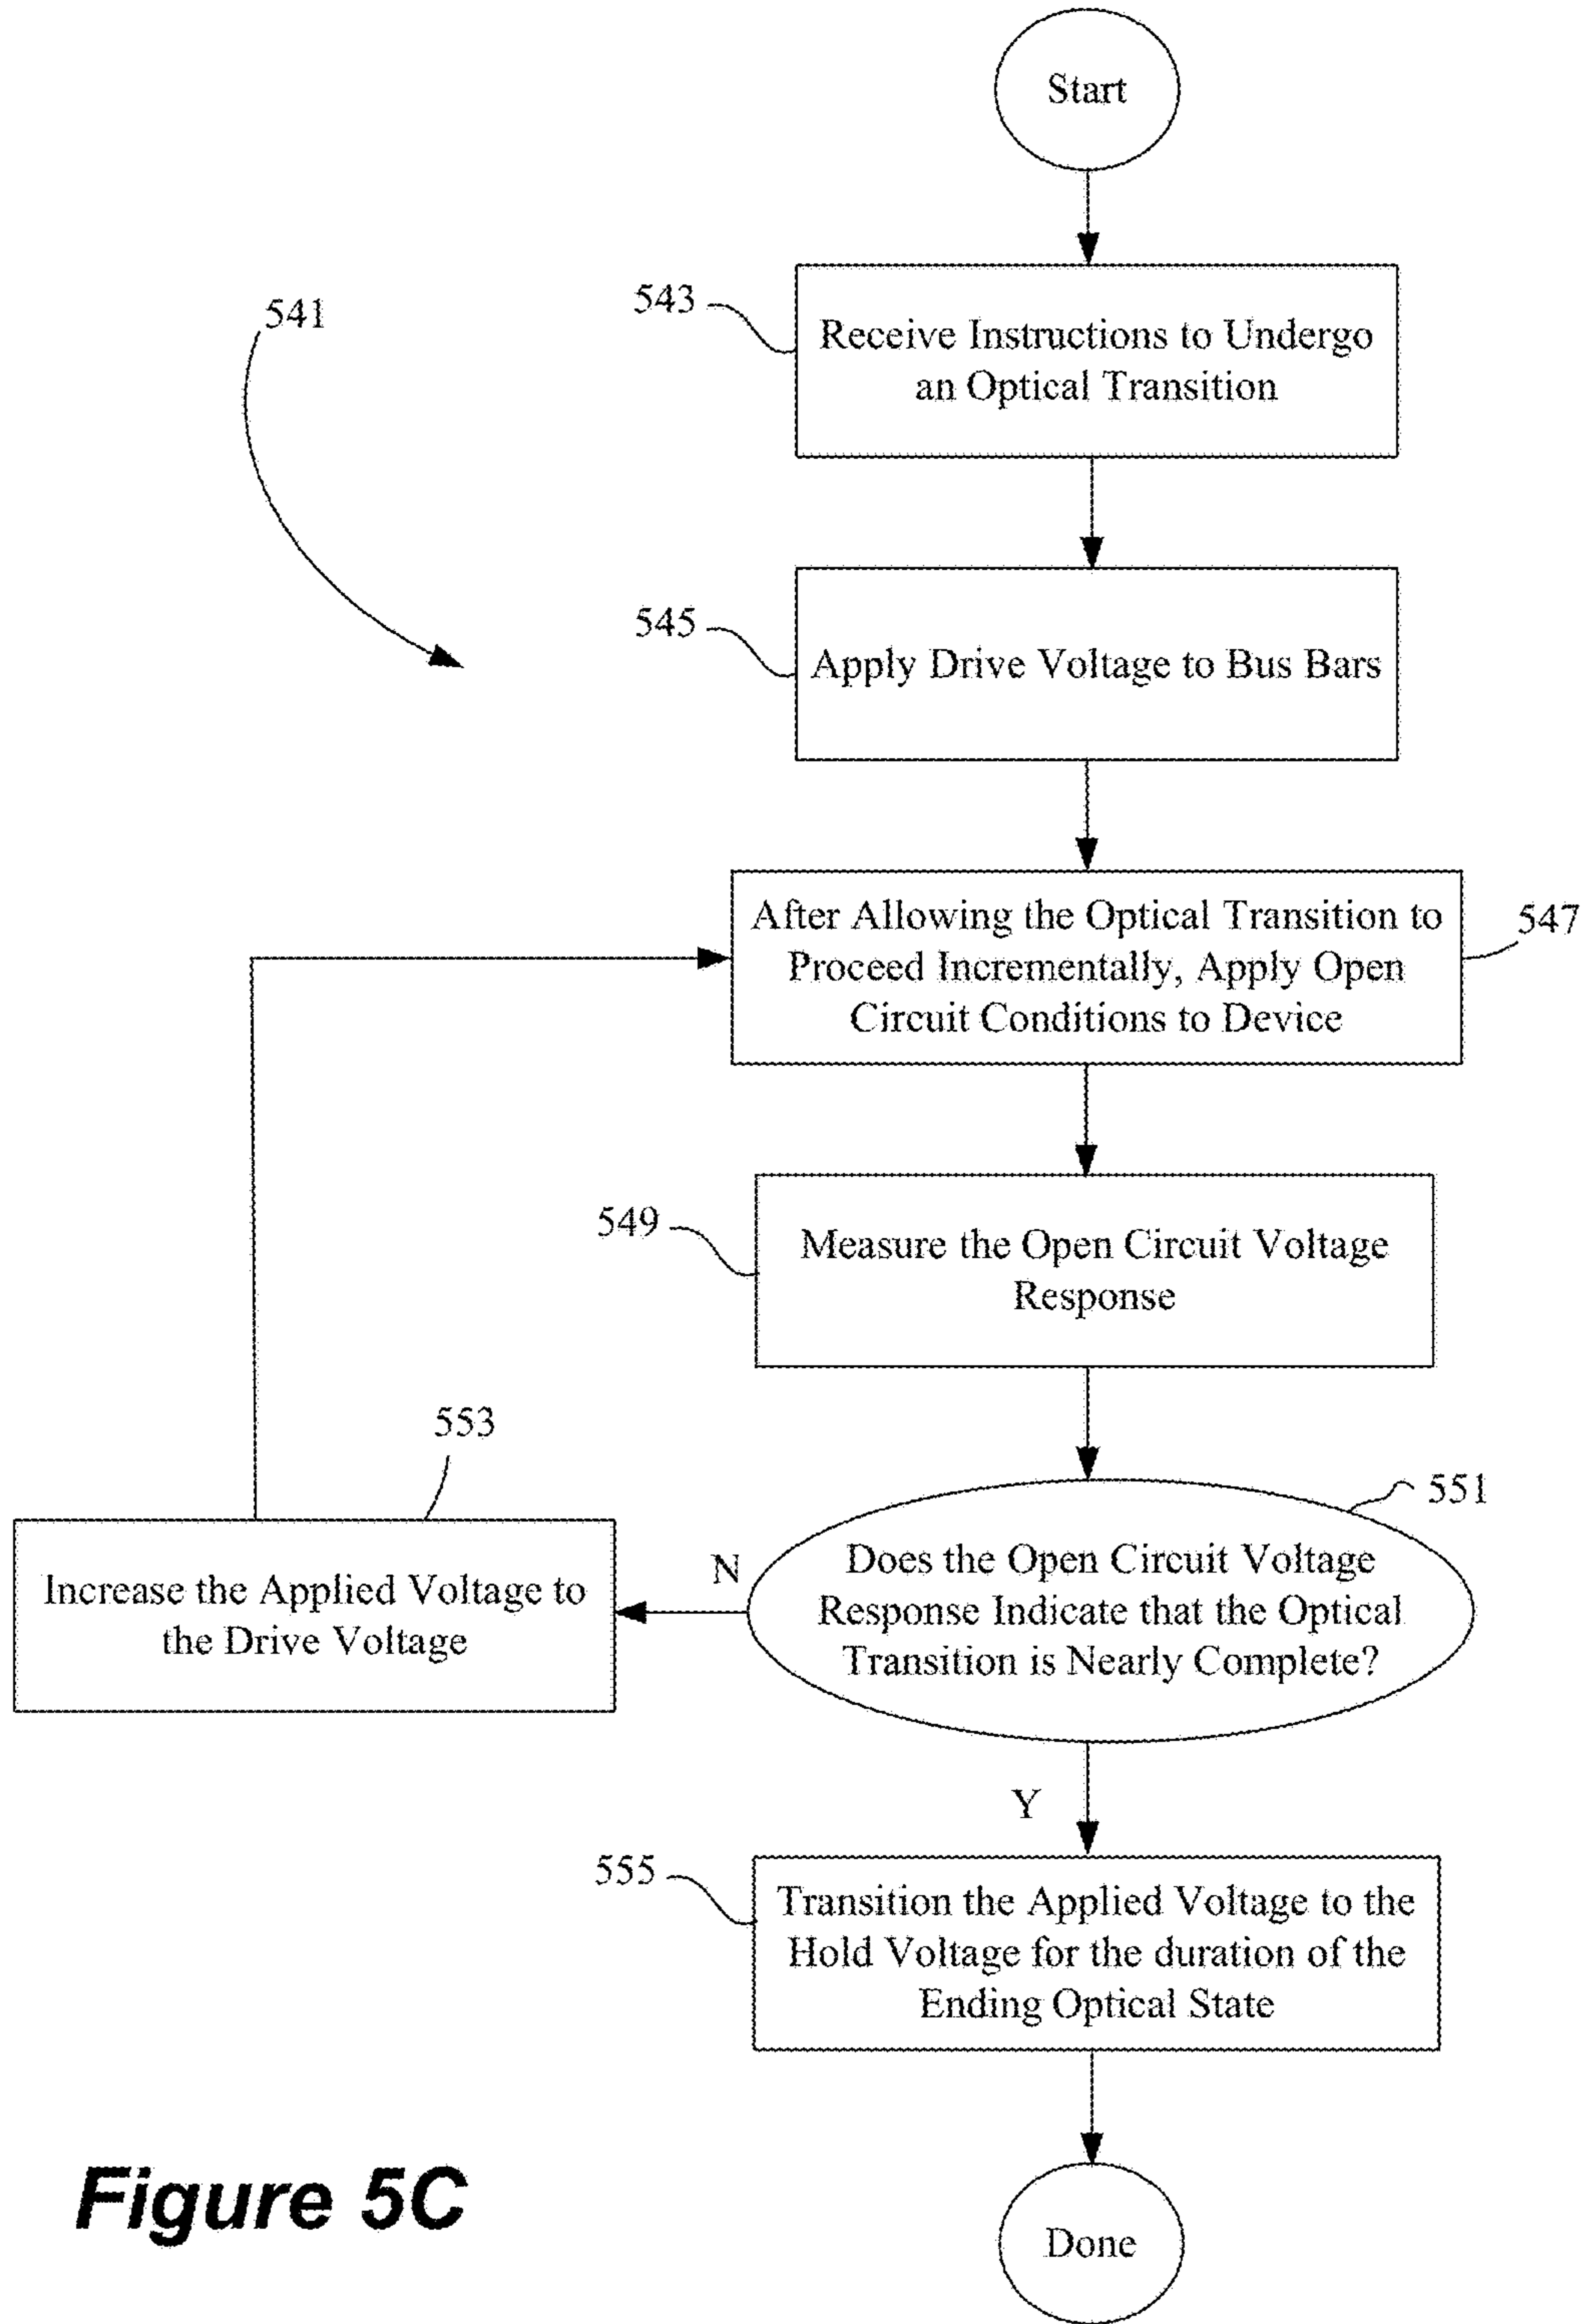 Start
541
543
Receive Instructions to Undergo
an Optical Transition
545
Apply Drive Voltage to Bus Bars
After Allowing the Optical Transition to
Proceed Incrementally, Apply Open
Circuit Conditions to Device
547
549
Measure the Open Circuit Voltage
Response
553
551
Increase the Applied Voltage to
the Drive Voltage
N
Does the Open Circuit Voltage
Response Indicate that the Optical
Transition is Nearly Complete?
Y
555
Transition the Applied Voltage to the
Hold Voltage for the duration of the
Ending Optical State
Figure 5C
Done